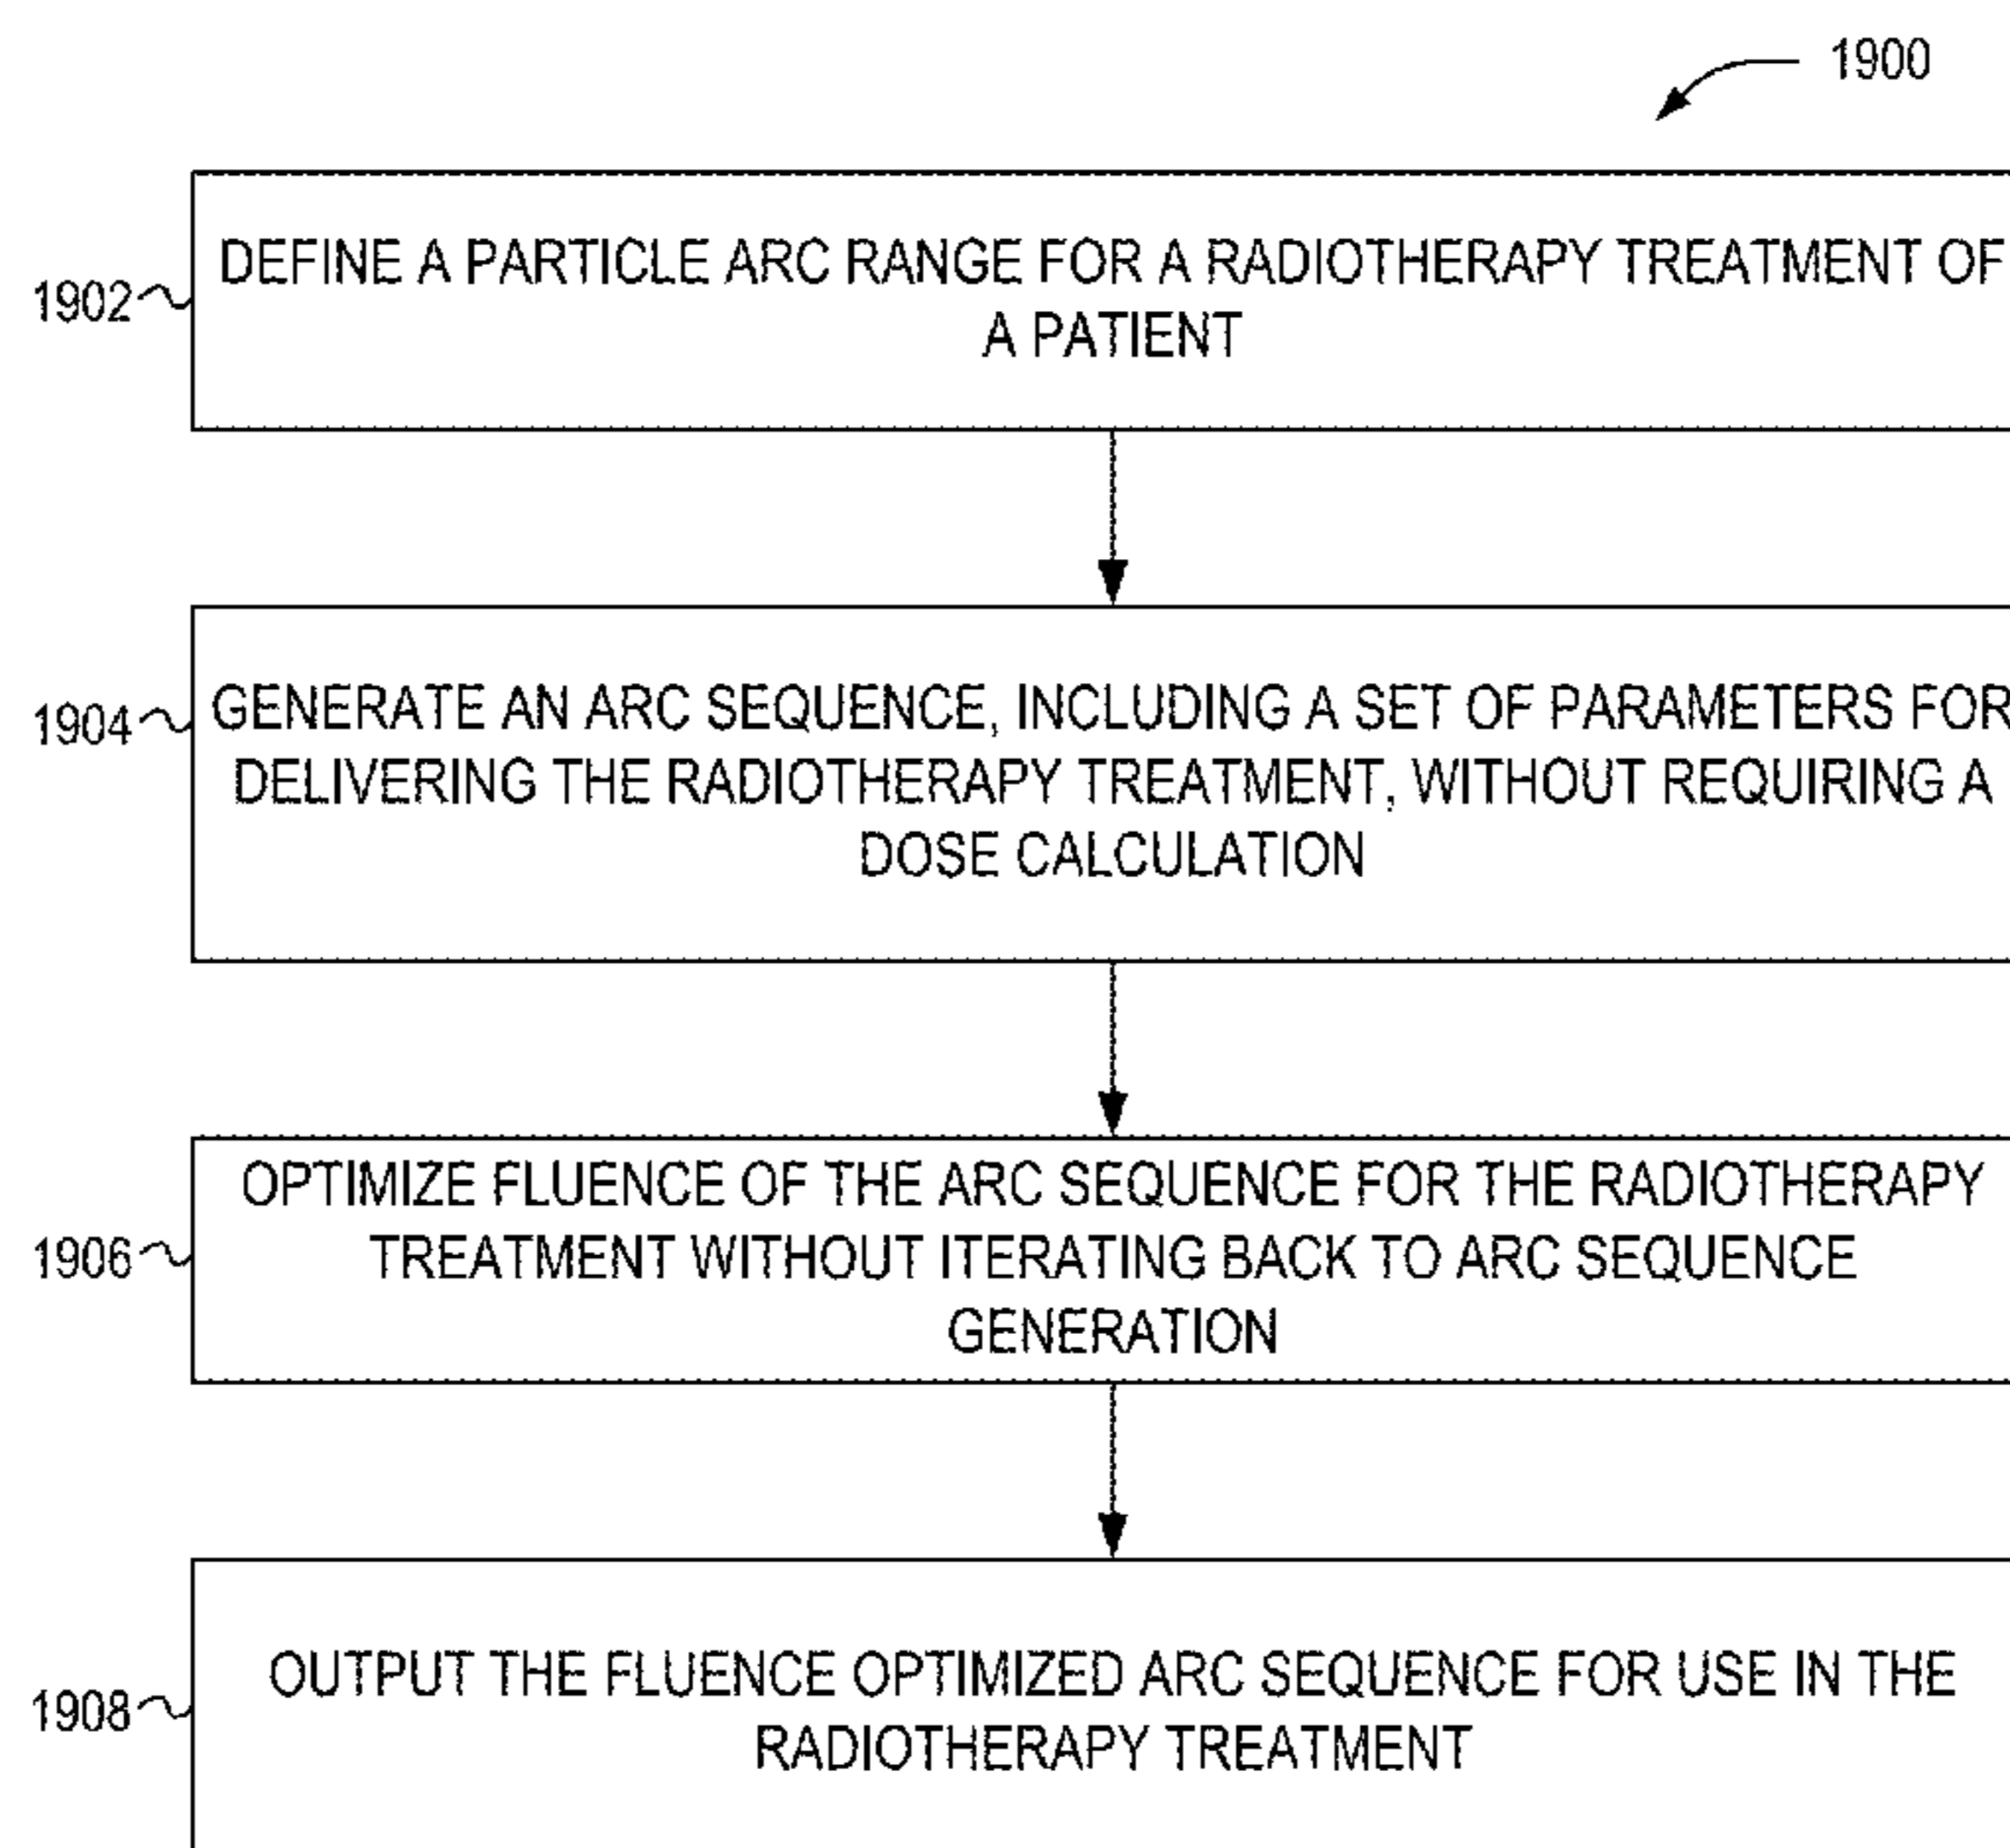 1900
1902
DEFINE A PARTICLE ARC RANGE FOR A RADIOTHERAPY TREATMENT OF
A PATIENT
1904
GENERATE AN ARC SEQUENCE, INCLUDING A SET OF PARAMETERS FOR
DELIVERING THE RADIOTHERAPY TREATMENT, WITHOUT REQUIRING A
DOSE CALCULATION
1906
OPTIMIZE FLUENCE OF THE ARC SEQUENCE FOR THE RADIOTHERAPY
TREATMENT WITHOUT ITERATING BACK TO ARC SEQUENCE
GENERATION
1908
OUTPUT THE FLUENCE OPTIMIZED ARC SEQUENCE FOR USE IN THE
RADIOTHERAPY TREATMENT